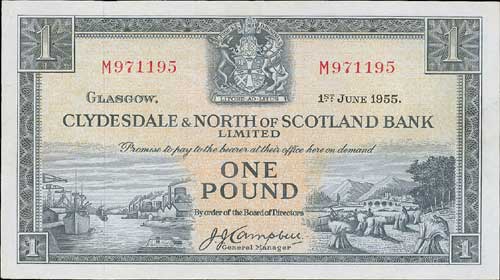 1 1
M971195 M971195
GLASGOW. 1ST JUNE 1955.
CLYDESDALE & NORTH OF SCOTLAND BANK
LIMITED
Promise to pay to the bearer at their office here on demand
ONE
POUND
By order of the Board of Directors
J.J. Campbell
General Manager
1 1